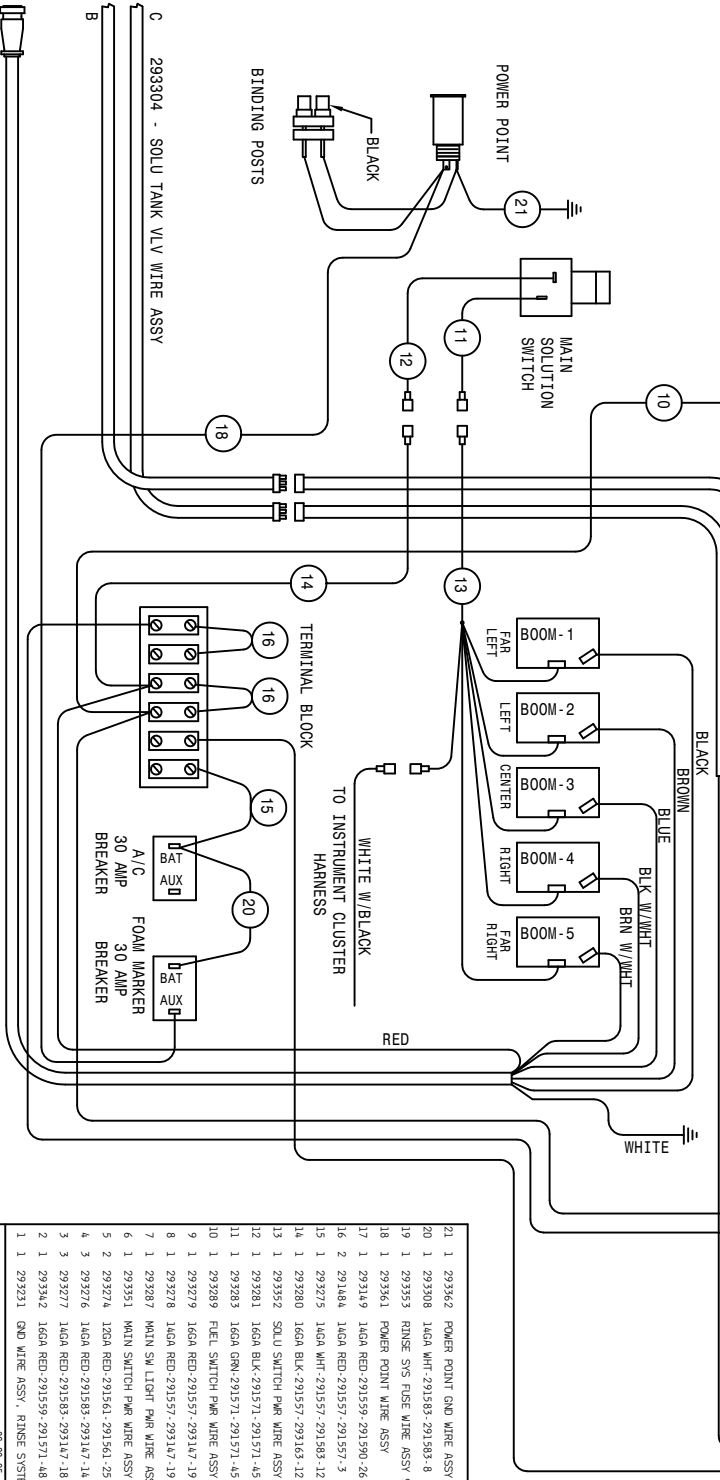 B
C
293304 - SOLU TANK VLV WIRE ASSY
BINDING POSTS
BLACK
POWER POINT
21
MAIN
SOLUTION
SWITCH
12
11
10
18
14
13
16
16
TERMINAL BLOCK
15
20
A/C
30 AMP
BREAKER
BAT
AUX
FOAM MARKER
30 AMP
BREAKER
BAT
AUX
WHITE W/BLACK
TO INSTRUMENT CLUSTER
HARNESS
BOOM-1
FAR
LEFT
BOOM-2
LEFT
BOOM-3
CENTER
BOOM-4
RIGHT
BOOM-5
FAR
RIGHT
BLACK
BROWN
BLUE
BLK W/WHT
BRN W/WHT
RED
WHITE
21 1 293362 POWER POINT GND WIRE ASSY
20 1 293308 14GA WHT-291583-291583-8
19 1 293353 RINSE SYS FUSE WIRE ASSY
18 1 293361 POWER POINT WIRE ASSY
17 1 293149 14GA RED-291559-291590-26
16 2 291484 14GA RED-291557-291557-3
15 1 293275 14GA WHT-291557-291583-12
14 1 293280 16GA BLK-291557-293163-12
13 1 293352 SOLU SWITCH PWR WIRE ASSY
12 1 293281 16GA BLK-291571-291571-45
11 1 293283 16GA GRN-291571-291571-45
10 1 293289 FUEL SWITCH PWR WIRE ASSY
9 1 293279 16GA RED-291557-293147-19
8 1 293278 14GA RED-291557-293147-19
7 1 293287 MAIN SW LIGHT PWR WIRE
6 1 293351 MAIN SWITCH PWR WIRE ASSY
5 2 293274 12GA RED-291561-291561-25
4 3 293276 14GA RED-291583-293147-14
3 3 293277 14GA RED-291583-293147-18
2 1 293342 16GA RED-291559-291571-48
1 1 293231 GND WIRE ASSY, RINSE